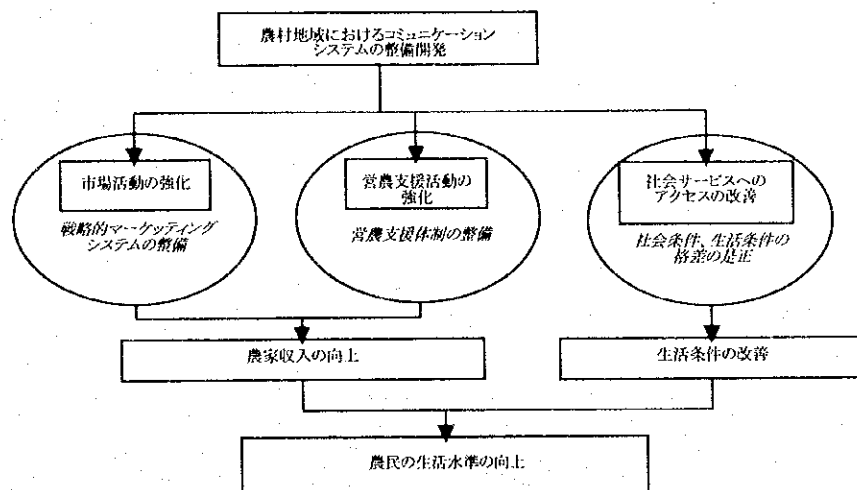 農村地域におけるコミュニケーション
システムの整備開発
市場活動の強化
戦略的マーケッティング
システムの整備
営農支援活動の
強化
営農支援体制の整備
社会サービスへの
アクセスの改善
社会条件、生活条件の
格差の是正
農家収入の向上
生活条件の改善
農民の生活水準の向上